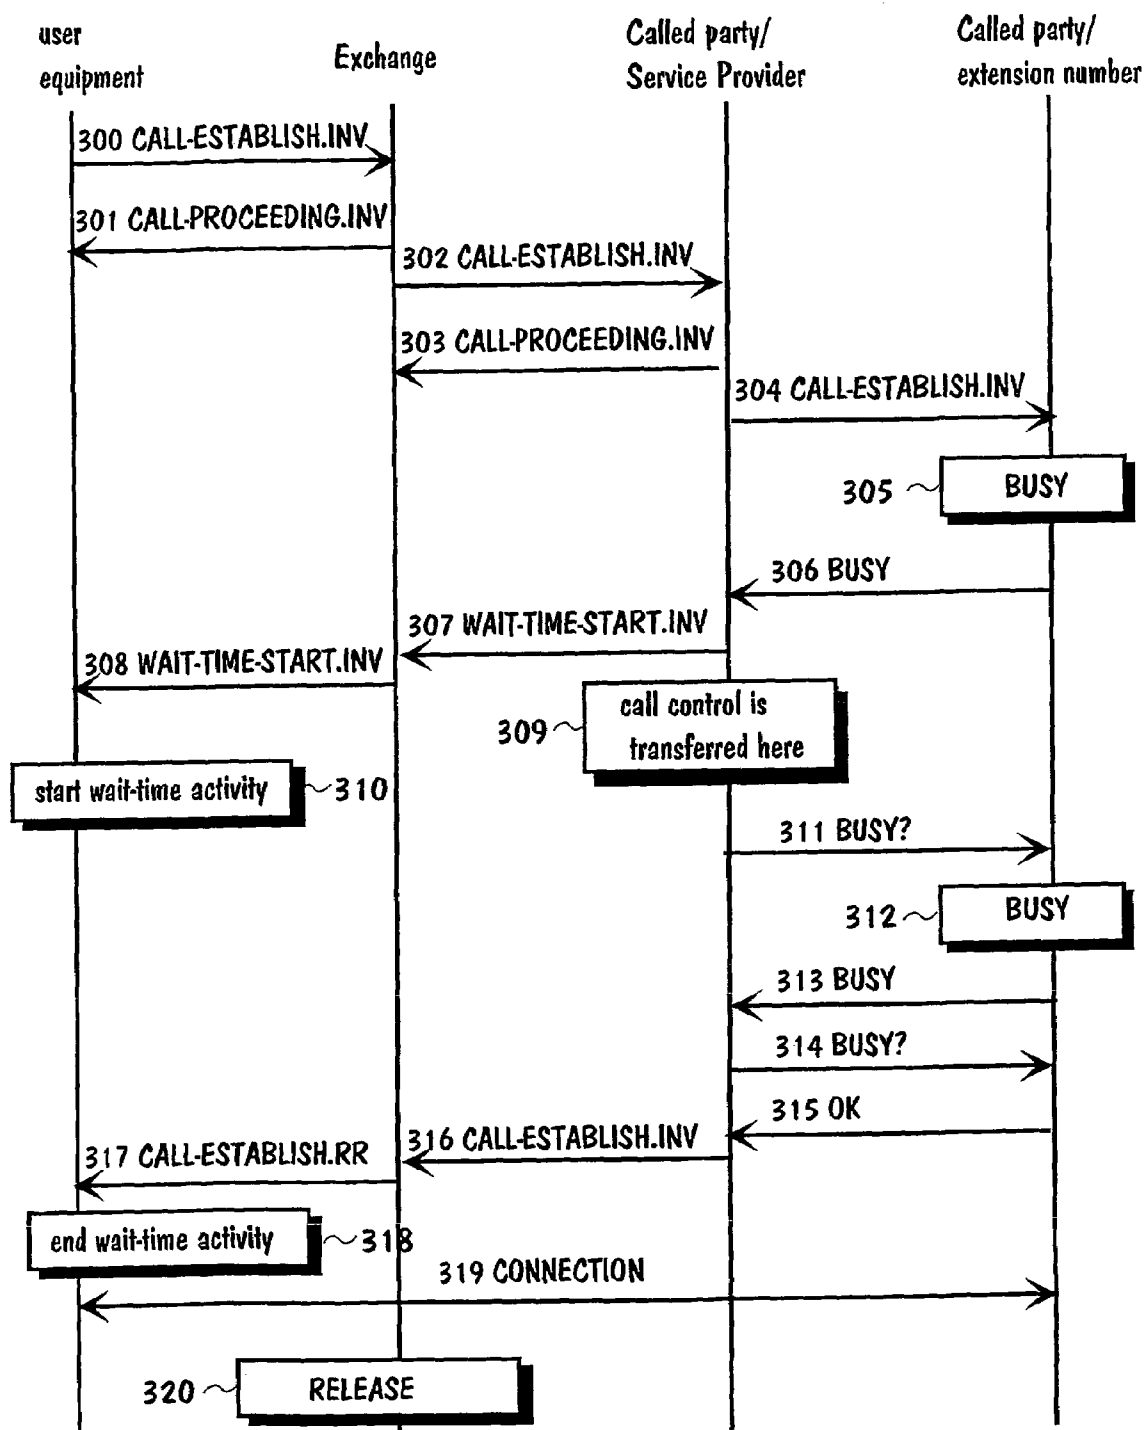 user
equipment
Exchange
Called party/
Service Provider
Called party/
extension number
300 CALL-ESTABLISH.INV
301 CALL-PROCEEDING.INV
302 CALL-ESTABLISH.INV
303 CALL-PROCEEDING.INV
304 CALL-ESTABLISH.INV
305 BUSY
306 BUSY
307 WAIT-TIME-START.INV
308 WAIT-TIME-START.INV
309 call control is
transferred here
start wait-time activity 310
311 BUSY?
312 BUSY
313 BUSY
314 BUSY?
315 OK
316 CALL-ESTABLISH.INV
317 CALL-ESTABLISH.RR
end wait-time activity 318
319 CONNECTION
320 RELEASE